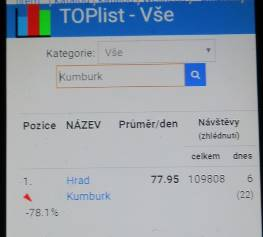 TOPlist - Vše
Kategorie: Vše
Kumburk
Pozice NÁZEV Průměr/den Návštěvy
(zhlédnutí)
celkem dnes
1. Hrad 77.95 109808 6
Kumburk (22)
-78.1%